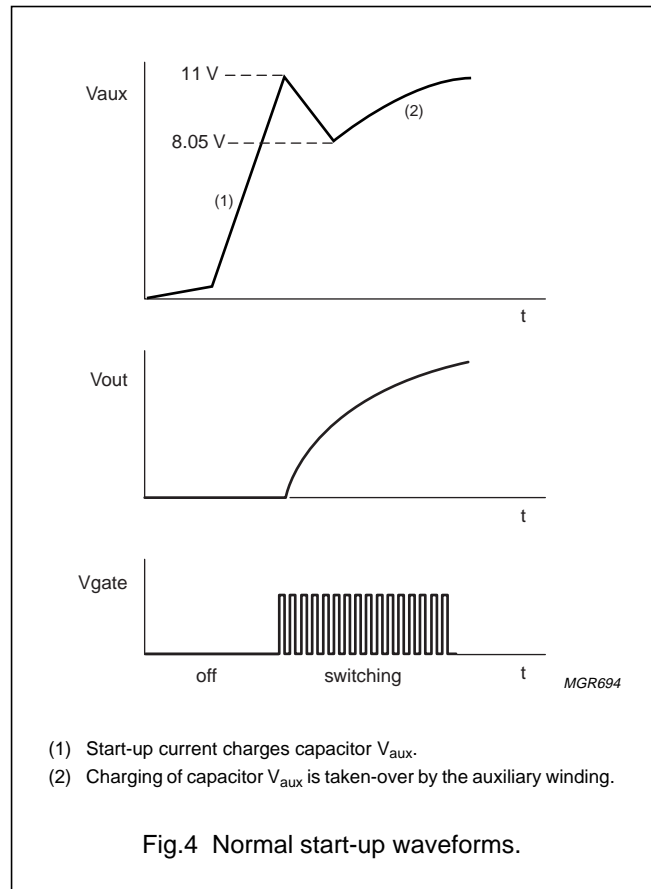 11 V
Vaux
(2)
8.05 V
(1)
t
Vout
t
Vgate
off
switching
t
MGR694
(1) Start-up current charges capacitor Vaux.
(2) Charging of capacitor Vaux is taken-over by the auxiliary winding.
Fig.4 Normal start-up waveforms.